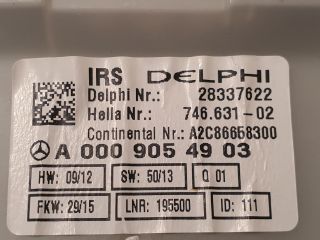 IRS DELPHI
Delphi Nr.: 28337622
Hella Nr.: 746.631-02
Continental Nr.: A2C86658300
A 000 905 49 03
HW: 09/12 SW: 50/13 Q 01
FKW: 29/15 LNR: 195500 ID: 111